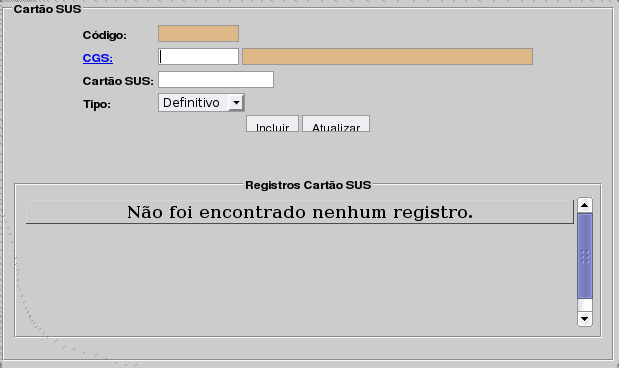 Cartão SUS
Código:
CGS:
Cartão SUS:
Tipo: Definitivo
Incluir Atualizar
Registros Cartão SUS
Não foi encontrado nenhum registro.